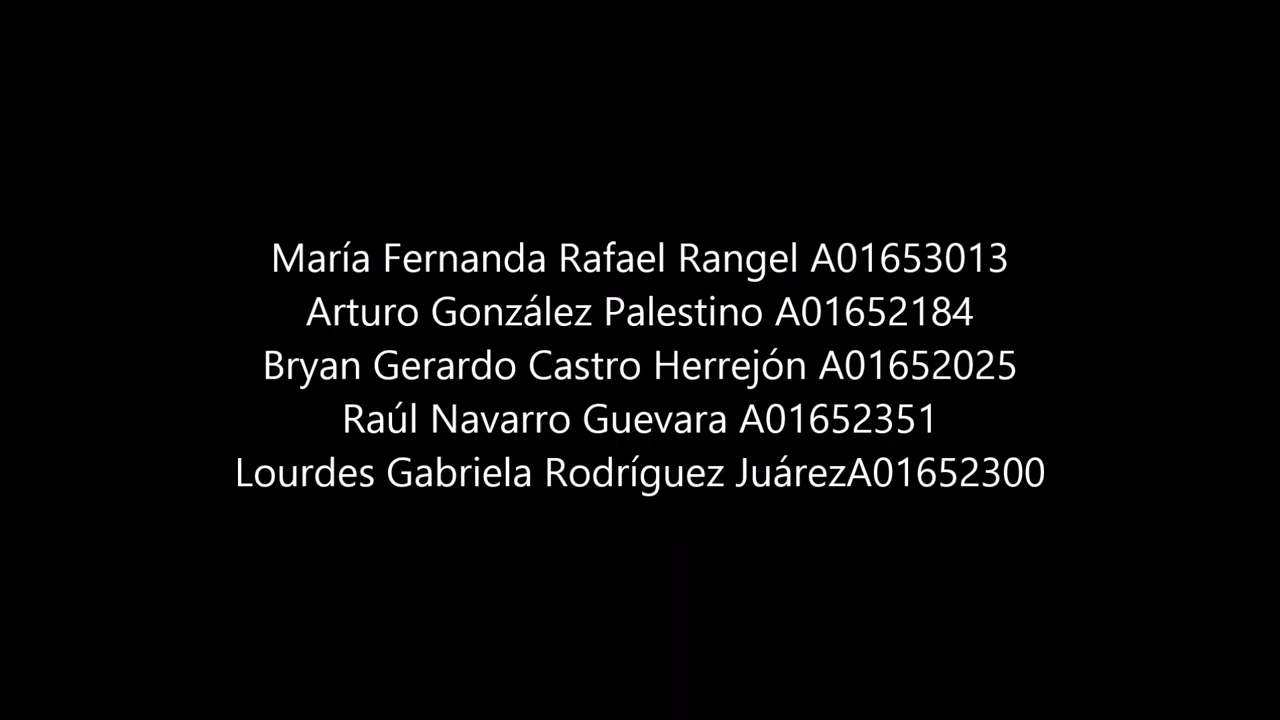 María Fernanda Rafael Rangel A01653013
Arturo González Palestino A01652184
Bryan Gerardo Castro Herrejón A01652025
Raúl Navarro Guevara A01652351
Lourdes Gabriela Rodríguez JuárezA01652300